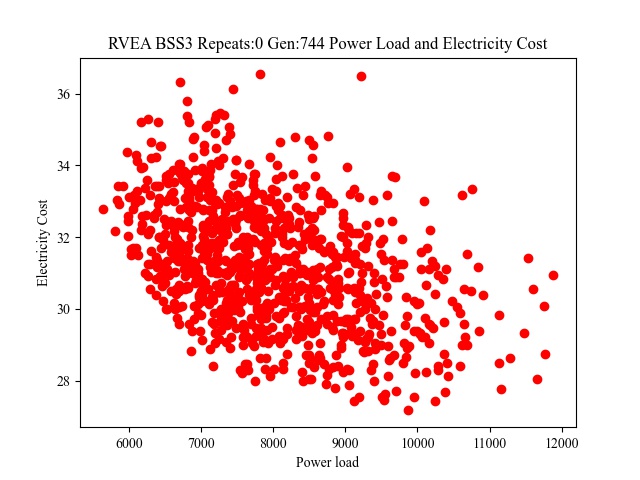 RVEA BSS3 Repeats:0 Gen:744 Power Load and Electricity Cost
36
34
32
30
28
Electricity Cost
6000 7000 8000 9000 10000 11000 12000
Power load